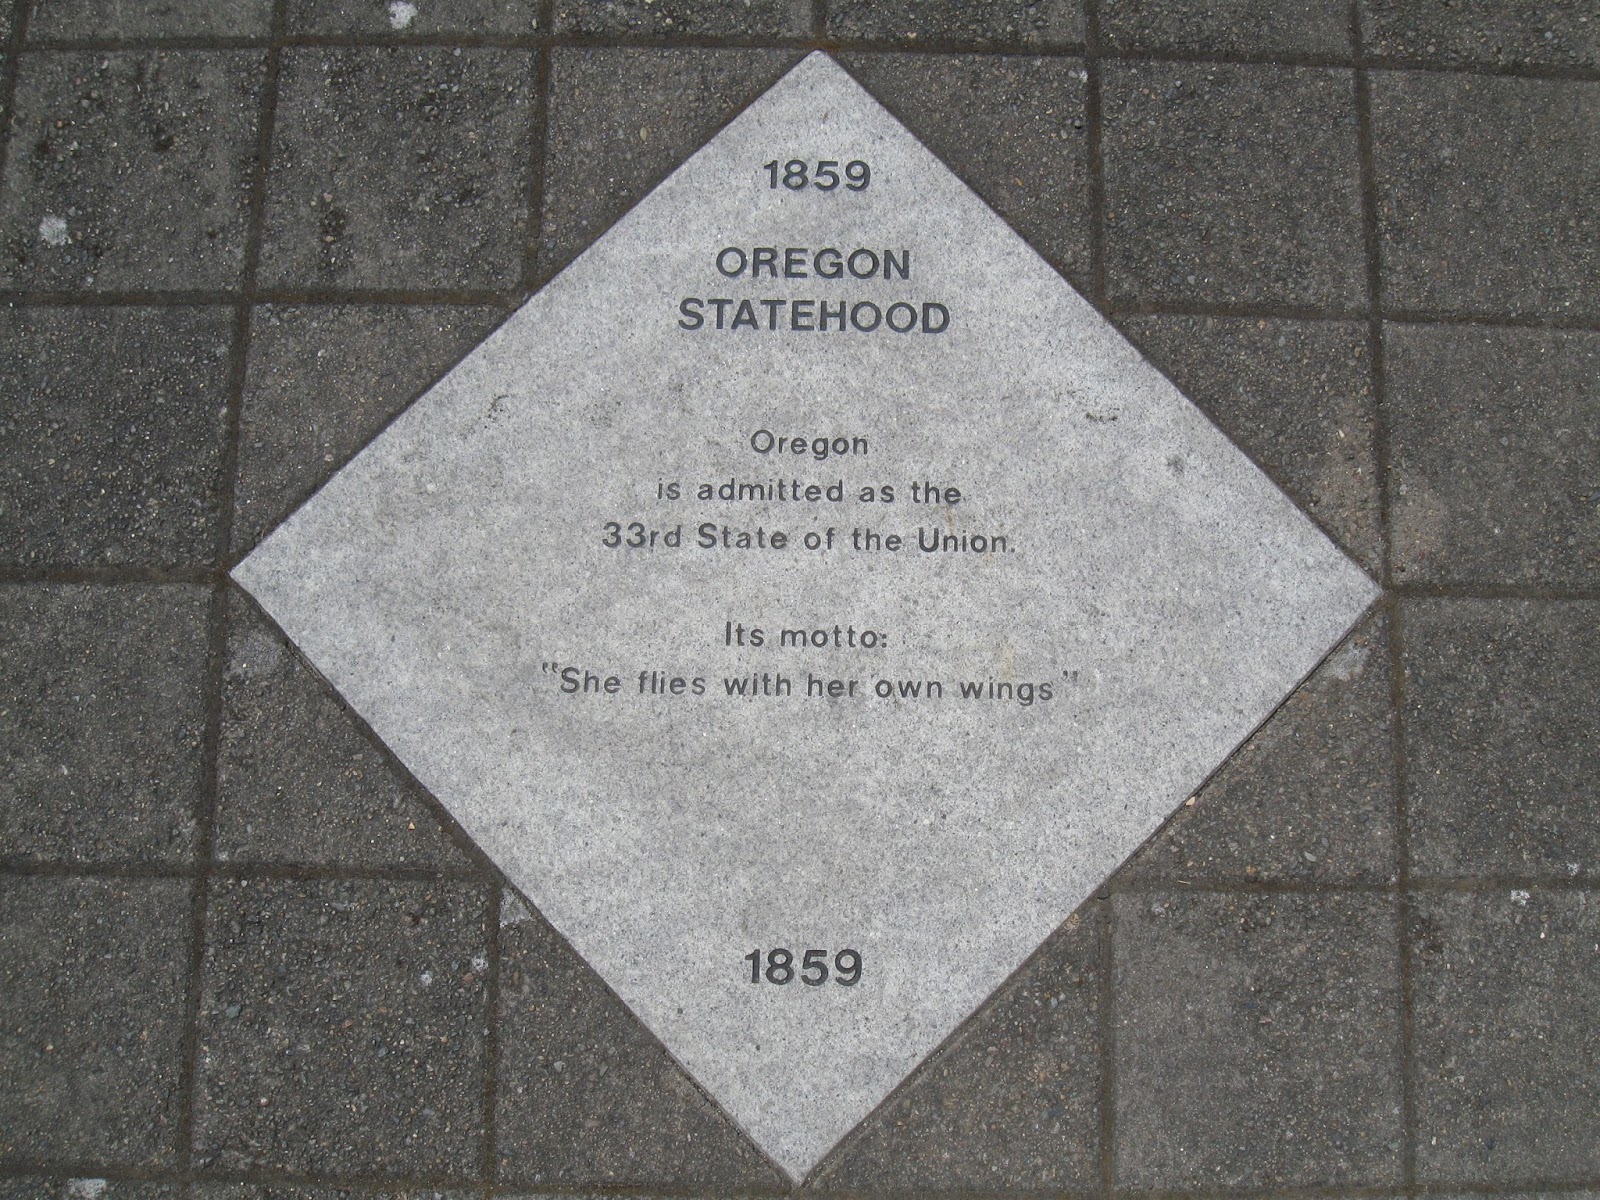 1859
OREGON
STATEHOOD
Oregon
is admitted as the
33rd State of the Union.
Its motto:
"She flies with her own wings"
1859